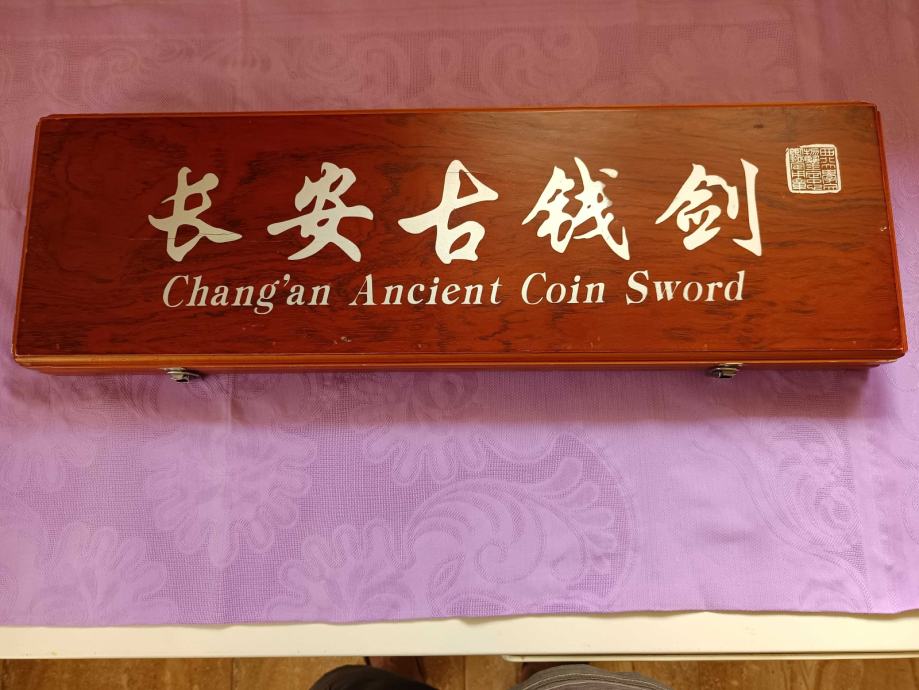 长安古钱剑
Chang'an Ancient Coin Sword